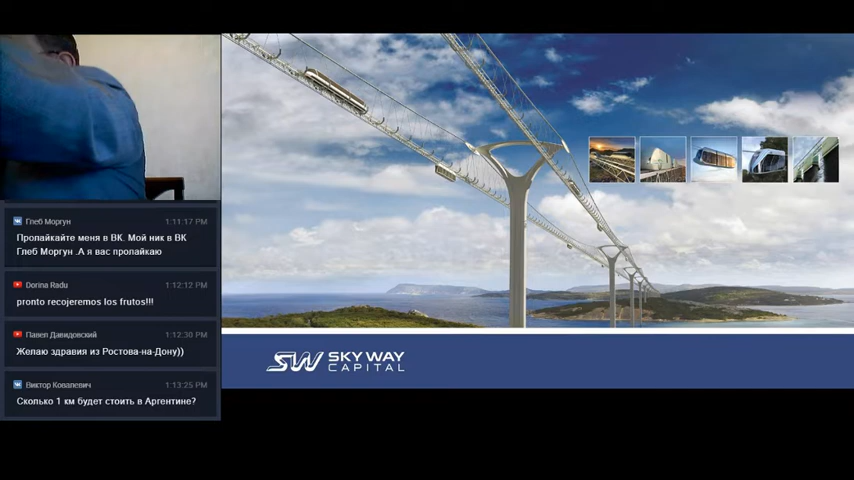 Глеб Моргун
1:11:17 PM
Пролайкайте меня в ВК. Мой ник в ВК
Глеб Моргун .А я вас пролайкаю
Dorina Radu
1:12:12 PM
pronto recojeremos los frutos!!!
Павел Давидовский
1:12:30 PM
Желаю здравия из Ростова-на-Дону))
Виктор Ковалевич
1:13:25 PM
Сколько 1 км будет стоить в Аргентине?
SW SKY WAY
CAPITAL